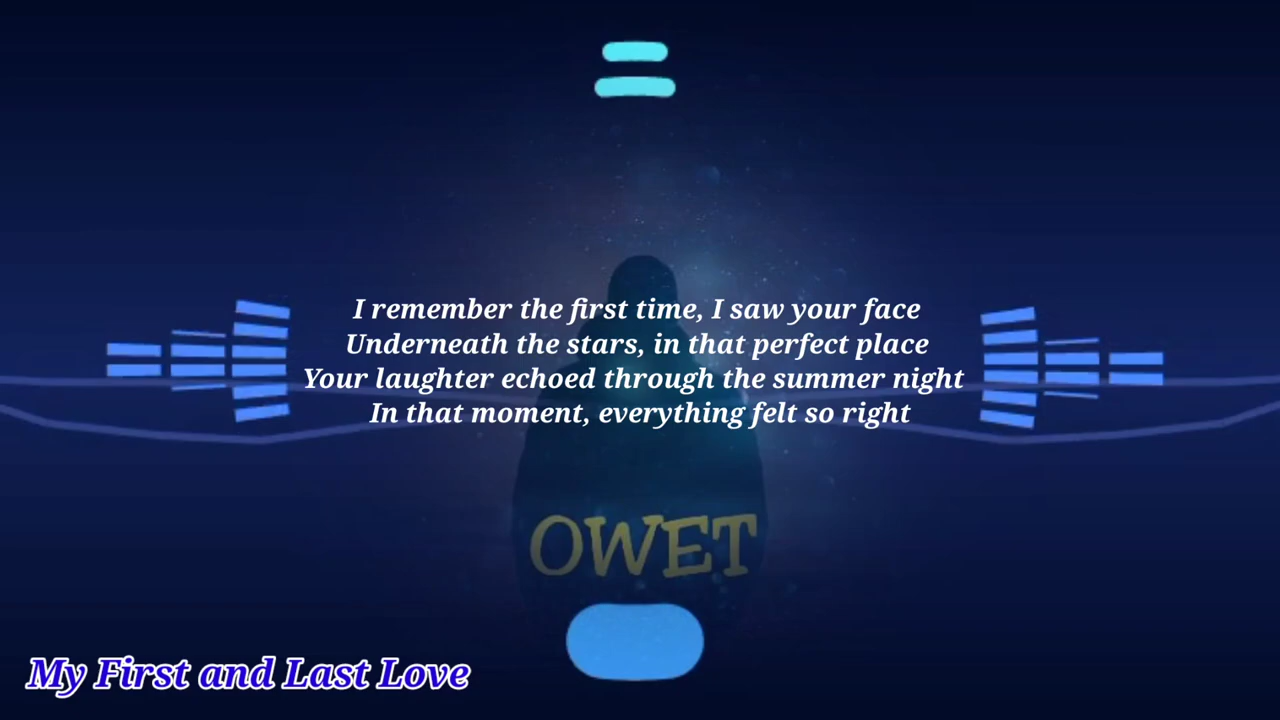 I remember the first time, I saw your face
Underneath the stars, in that perfect place
Your laughter echoed through the summer night
In that moment, everything felt so right
OWET
My First and Last Love